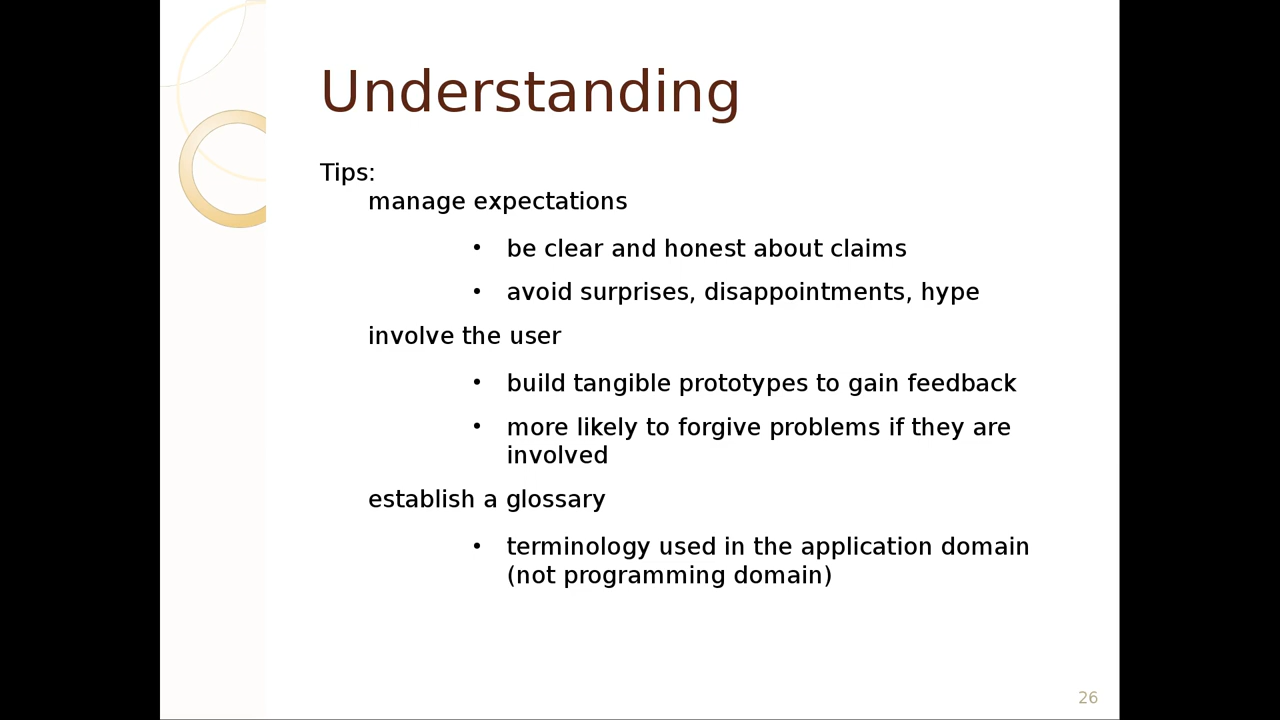 Understanding
Tips:
manage expectations
• be clear and honest about claims
• avoid surprises, disappointments, hype
involve the user
• build tangible prototypes to gain feedback
• more likely to forgive problems if they are
involved
establish a glossary
• terminology used in the application domain
(not programming domain)
26